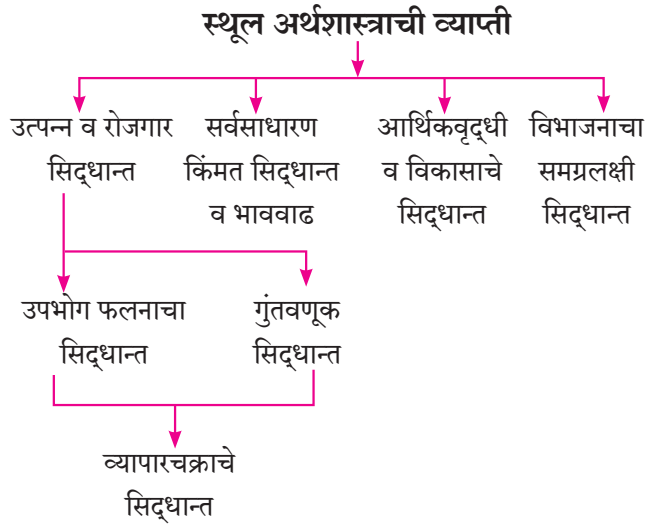 स्थूल अर्थशास्त्राची व्याप्ती
उत्पन्न व रोजगार
सिद्धान्त
सर्वसाधारण
किंमत सिद्धान्त
व भाववाढ
आर्थिकवृद्धी
व विकासाचे
सिद्धान्त
विभाजनाचा
समग्रलक्षी
सिद्धान्त
उपभोग फलनाचा
सिद्धान्त
गुंतवणूक
सिद्धान्त
व्यापारचक्राचे
सिद्धान्त